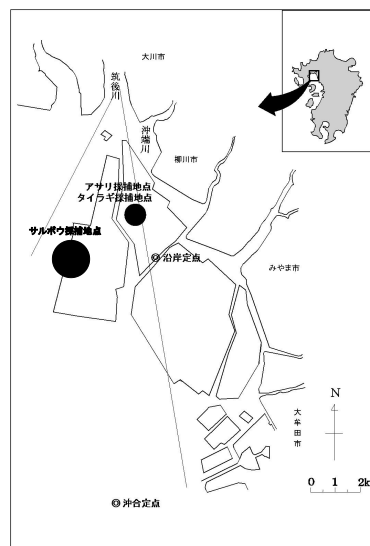 大川市
筑後川
沖端川
柳川市
アサリ採捕地点
タイラギ採捕地点
サルボウ採捕地点
◎沿岸定点
みやま市
N
大牟田市
0 1 2k
◎沖合定点